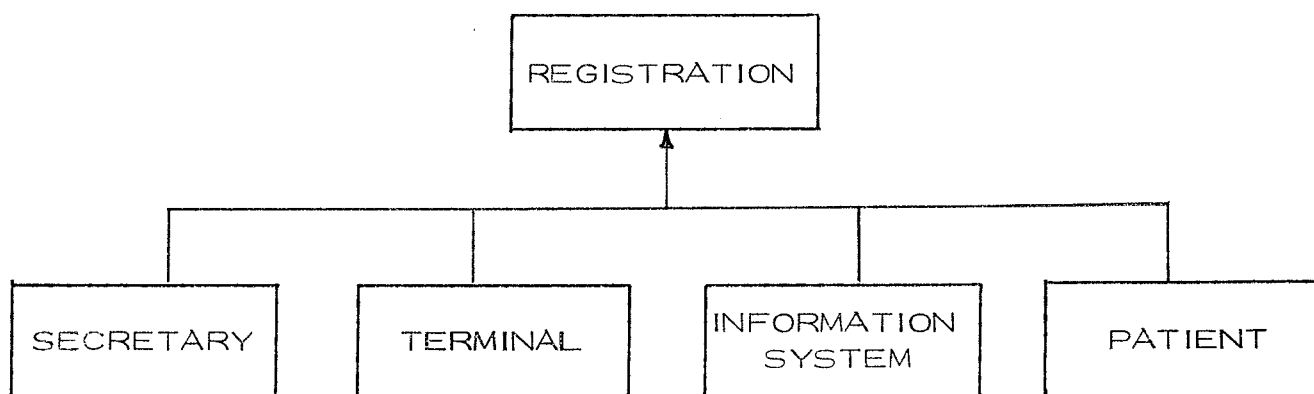 REGISTRATION
SECRETARY
TERMINAL
INFORMATION
SYSTEM
PATIENT